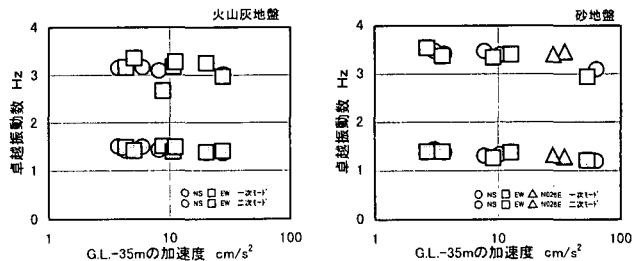 火山灰地盤
卓越振動数 Hz
4
3
2
1
0
○ NS □ EW 一次モード
○ NS □ EW 二次モード
1 10 100
G.L.-35mの加速度 cm/s²
砂地盤
卓越振動数 Hz
4
3
2
1
0
○ NS □ EW △ N026E 一次モード
○ NS □ EW △ N026E 二次モード
1 10 100
G.L.-35mの加速度 cm/s²